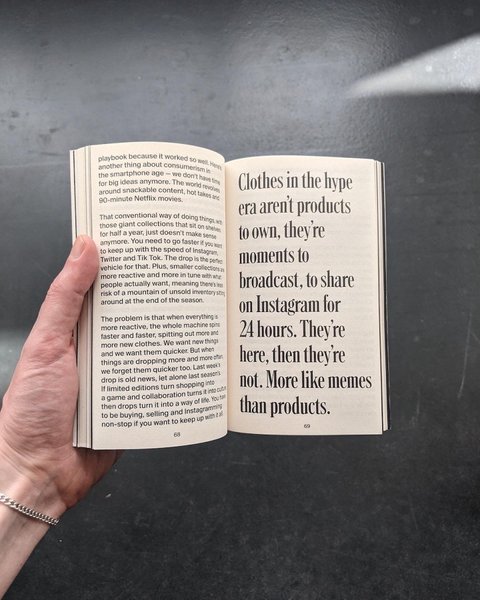 playbook because it worked so well. Here's
another thing about consumerism in
the smartphone age — we don't have time
for big ideas anymore. The world revolves
around snackable content, hot takes and
90-minute Netflix movies.
That conventional way of doing things, with
those giant collections that sit on shelves
for half a year, just doesn't make sense
anymore. You need to go faster if you want
to keep up with the speed of Instagram,
Twitter and Tik Tok. The drop is the perfect
vehicle for that. Plus, smaller collections are
more reactive and more in tune with what
people actually want, meaning there's less
risk of a mountain of unsold inventory sitting
around at the end of the season.
The problem is that when everything is
more reactive, the whole machine spins
faster and faster, spitting out more and
more new clothes. We want new things
and we want them quicker. But when
things are dropping more and more often,
we forget them quicker too. Last week's
drop is old news, let alone last season's.
If limited editions turn shopping into
a game and collaboration turns it into culture
then drops turn it into a way of life. You have
to be buying, selling and Instagramming
non-stop if you want to keep up with it all.
68
Clothes in the hype
era aren't products
to own, they're
moments to
broadcast, to share
on Instagram for
24 hours. They're
here, then they're
not. More like memes
than products.
69